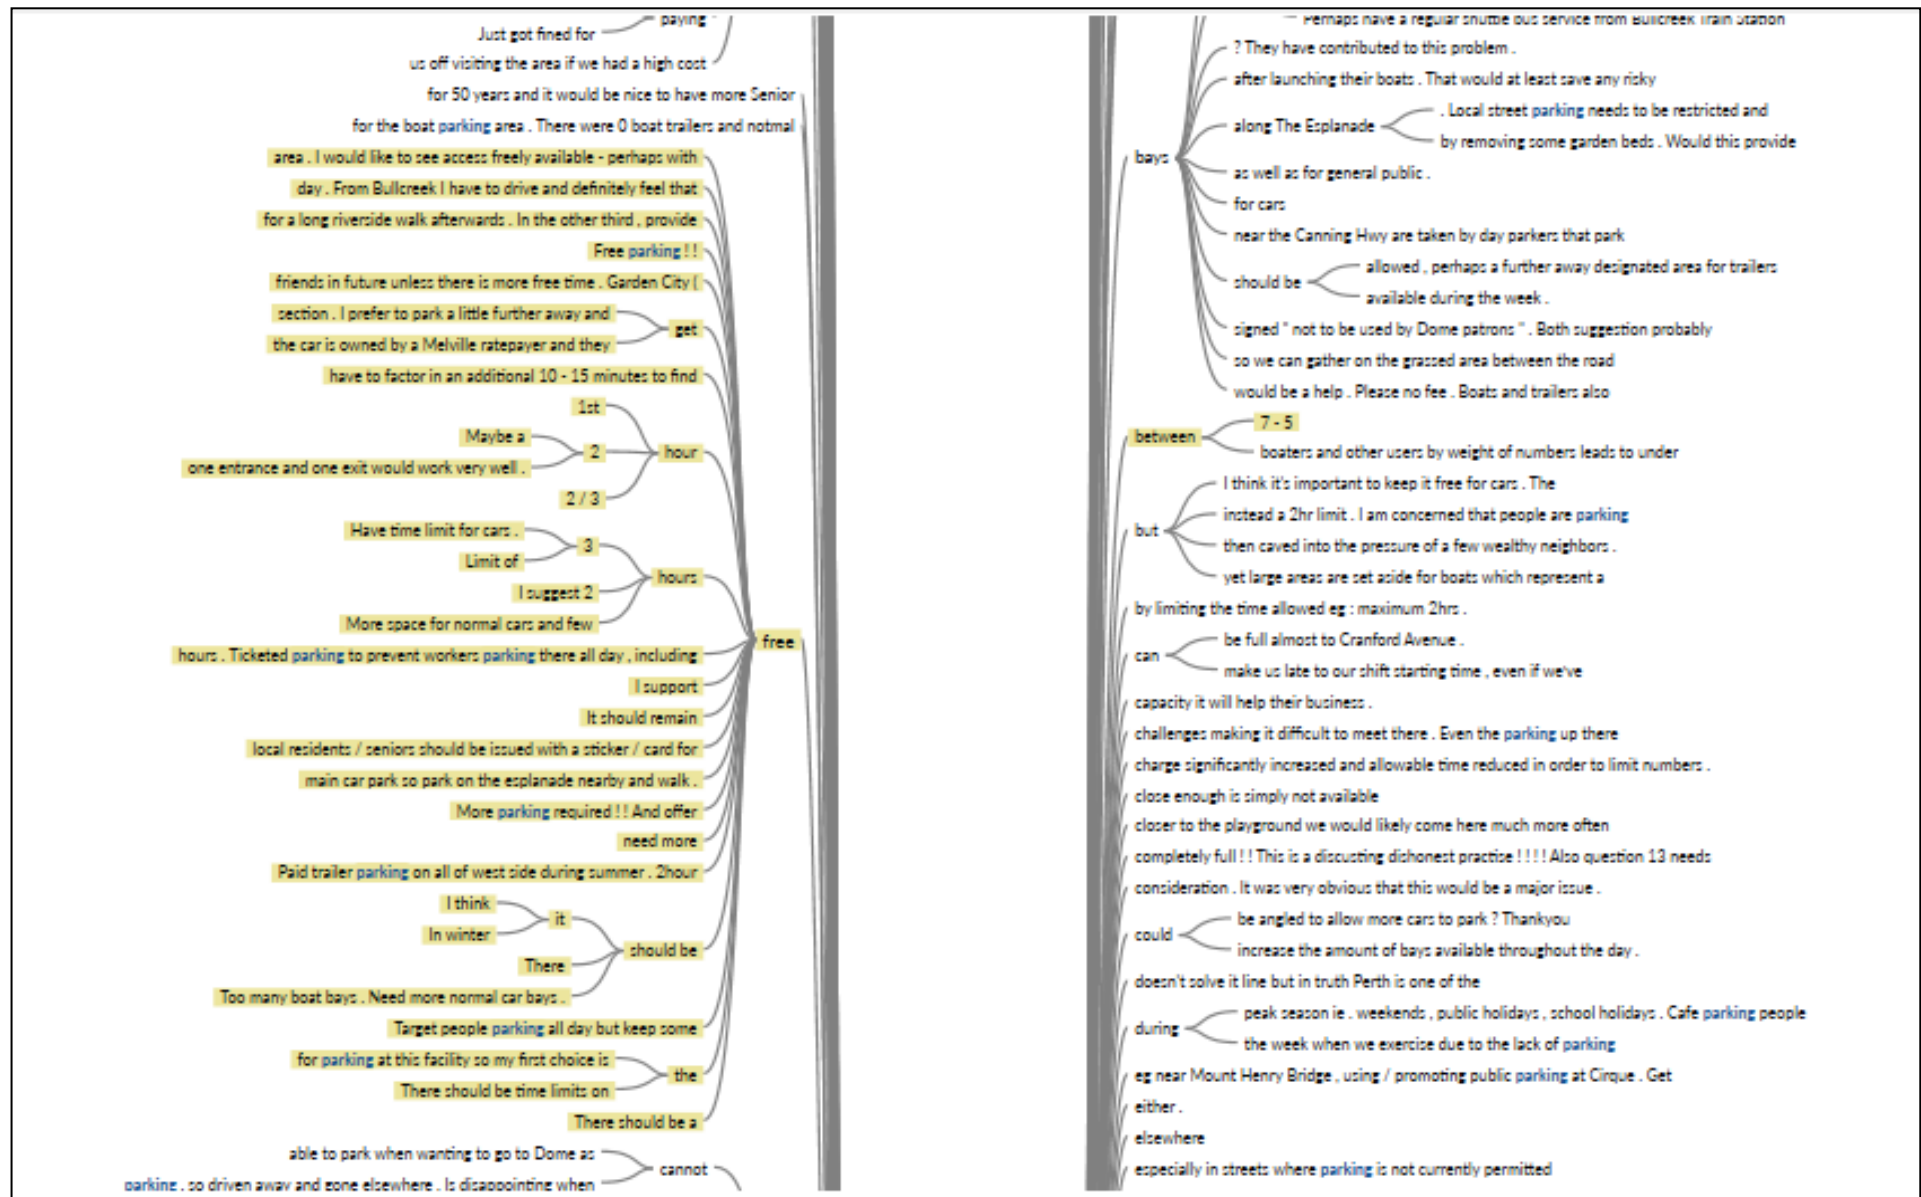 paying
Just got fined for
us off visiting the area if we had a high cost
for 50 years and it would be nice to have more Senior
for the boat parking area . There were 0 boat trailers and notmal
area . I would like to see access freely available - perhaps with
day . From Bullcreek I have to drive and definitely feel that
for a long riverside walk afterwards . In the other third , provide
Free parking ! !
friends in future unless there is more free time . Garden City (
section . I prefer to park a little further away and
get
the car is owned by a Melville ratepayer and they
have to factor in an additional 10 - 15 minutes to find
1st
Maybe a
2
hour
one entrance and one exit would work very well .
2 / 3
Have time limit for cars .
3
Limit of
hours
I suggest 2
More space for normal cars and few
free
hours . Ticketed parking to prevent workers parking there all day , including
I support
It should remain
local residents / seniors should be issued with a sticker / card for
main car park so park on the esplanade nearby and walk .
More parking required ! ! And offer
need more
Paid trailer parking on all of west side during summer . 2hour
I think
it
In winter
should be
There
Too many boat bays . Need more normal car bays .
Target people parking all day but keep some
for parking at this facility so my first choice is
the
There should be time limits on
There should be a
able to park when wanting to go to Dome as
cannot
parking . so driven away and gone elsewhere . Is disappointing when
Perhaps have a regular shuttle bus service from Bullcreek Train Station
? They have contributed to this problem .
after launching their boats . That would at least save any risky
. Local street parking needs to be restricted and
along The Esplanade
by removing some garden beds . Would this provide
bays
as well as for general public .
for cars
near the Canning Hwy are taken by day parkers that park
allowed , perhaps a further away designated area for trailers
should be
available during the week .
signed " not to be used by Dome patrons " . Both suggestion probably
so we can gather on the grassed area between the road
would be a help . Please no fee . Boats and trailers also
7 - 5
between
boaters and other users by weight of numbers leads to under
I think it's important to keep it free for cars . The
instead a 2hr limit . I am concerned that people are parking
but
then caved into the pressure of a few wealthy neighbors .
yet large areas are set aside for boats which represent a
by limiting the time allowed eg : maximum 2hrs .
be full almost to Cranford Avenue .
can
make us late to our shift starting time , even if we've
capacity it will help their business .
challenges making it difficult to meet there . Even the parking up there
charge significantly increased and allowable time reduced in order to limit numbers .
close enough is simply not available
closer to the playground we would likely come here much more often
completely full ! ! This is a discusting dishonest practise ! ! ! ! Also question 13 needs
consideration . It was very obvious that this would be a major issue .
be angled to allow more cars to park ? Thankyou
could
increase the amount of bays available throughout the day .
doesn't solve it line but in truth Perth is one of the
peak season ie . weekends , public holidays , school holidays . Cafe parking people
during
the week when we exercise due to the lack of parking
eg near Mount Henry Bridge , using / promoting public parking at Cirque . Get
either .
elsewhere
especially in streets where parking is not currently permitted